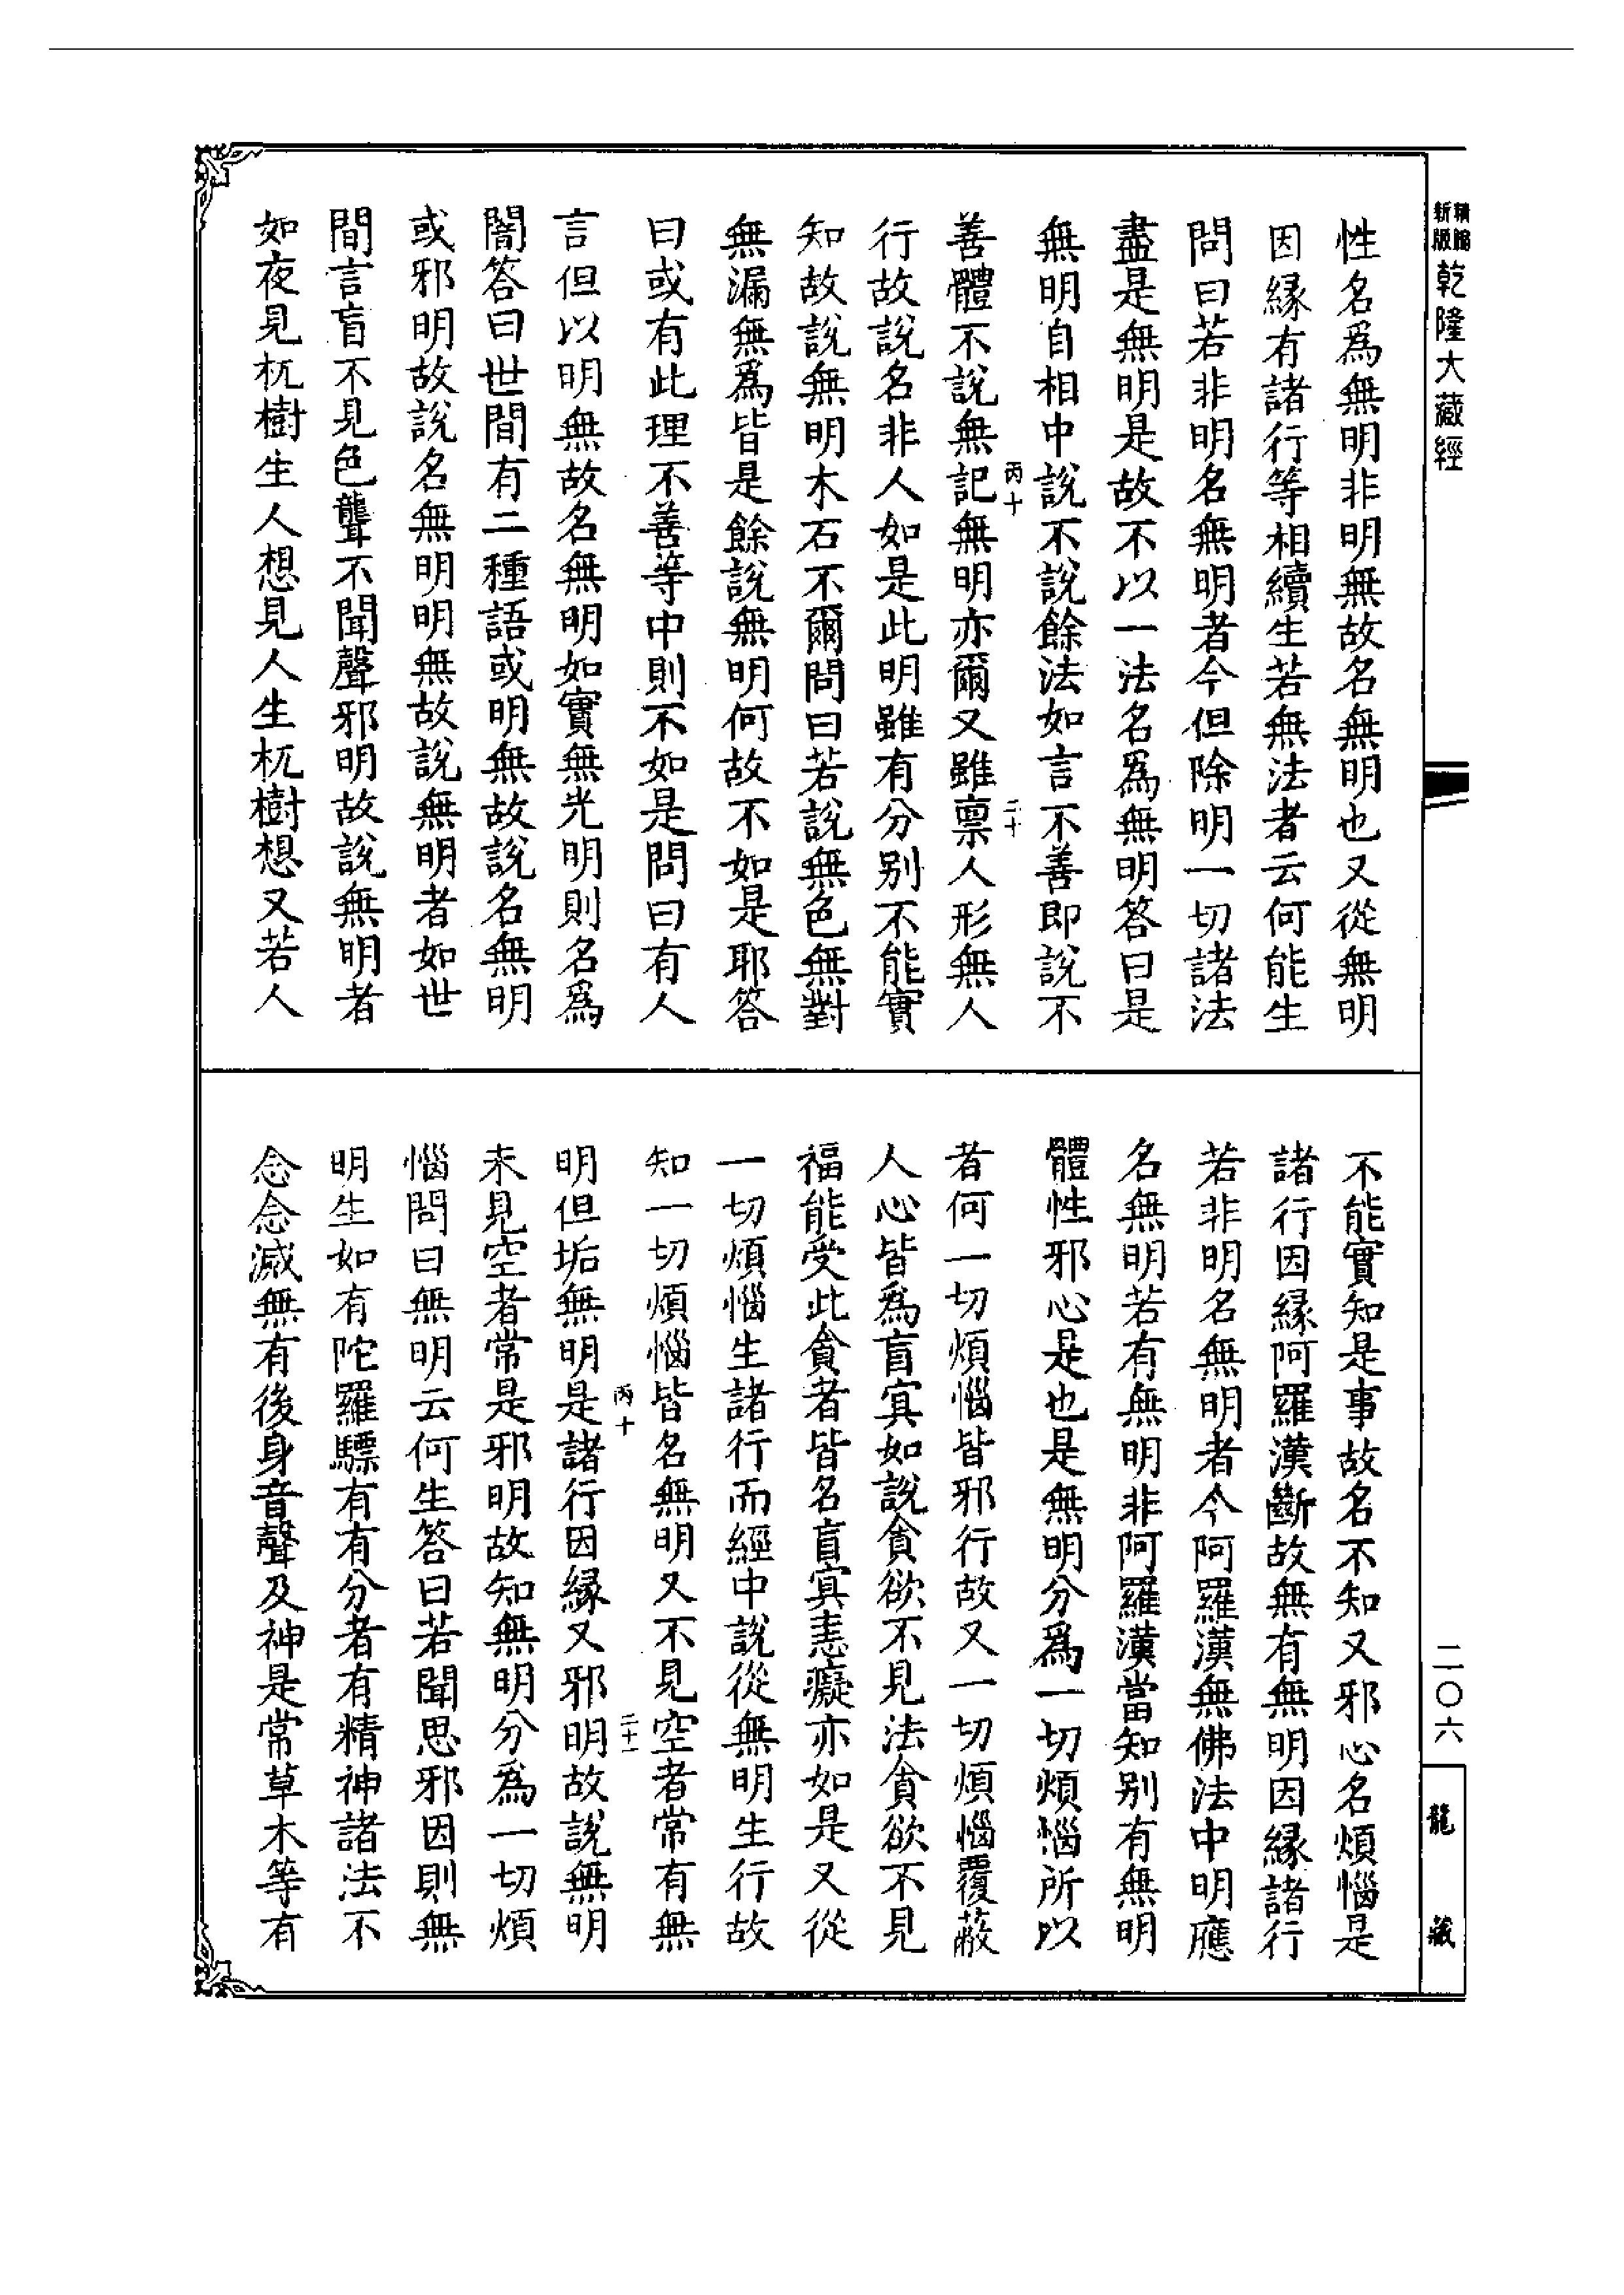 精編新版
乾隆大藏經
性名爲無明非明無故名無明也又從無明
因緣有諸行等相續生若無法者云何能生
問曰若非明名無明者今但除明一切諸法
盡是無明是故不以一法名爲無明答曰是
無明自相中說不說餘法如言不善即說不
善體不說無記無明亦爾又雖禀人形無人
丙十
二十
行故說名非人如是此明雖有分别不能實
知故說無明木石不爾問曰若說無色無對
無漏無爲皆是餘說無明何故不如是耶答
曰或有此理不善等中則不如是問曰有人
言但以明無故名無明如實無光明則名爲
闇答曰世間有二種語或明無故說名無明
或邪明故說名無明明無故說無明者如世
間言盲不見色聾不聞聲邪明故說無明者
如夜見杌樹生人想見人生杌樹想又若人
不能實知是事故名不知又邪心名煩惱是
諸行因緣阿羅漢斷故無有無明因緣諸行
若非明名無明者今阿羅漢無佛法中明應
名無明若有無明非阿羅漢當知别有無明
體性邪心是也是無明分爲一切煩惱所以
者何一切煩惱皆邪行故又一切煩惱覆蔽
人心皆爲盲㝠如說貪欲不見法貪欲不見
福能受此貪者皆名盲㝠恚癡亦如是又從
一切煩惱生諸行而經中說從無明生行故
知一切煩惱皆名無明又不見空者常有無
丙十
二十一
明但垢無明是諸行因緣又邪明故說無明
未見空者常是邪明故知無明分爲一切煩
惱問曰無明云何生答曰若聞思邪因則無
明生如有陀羅驃有有分者有精神諸法不
念念滅無有後身音聲及神是常草木等有
二〇六
龍藏